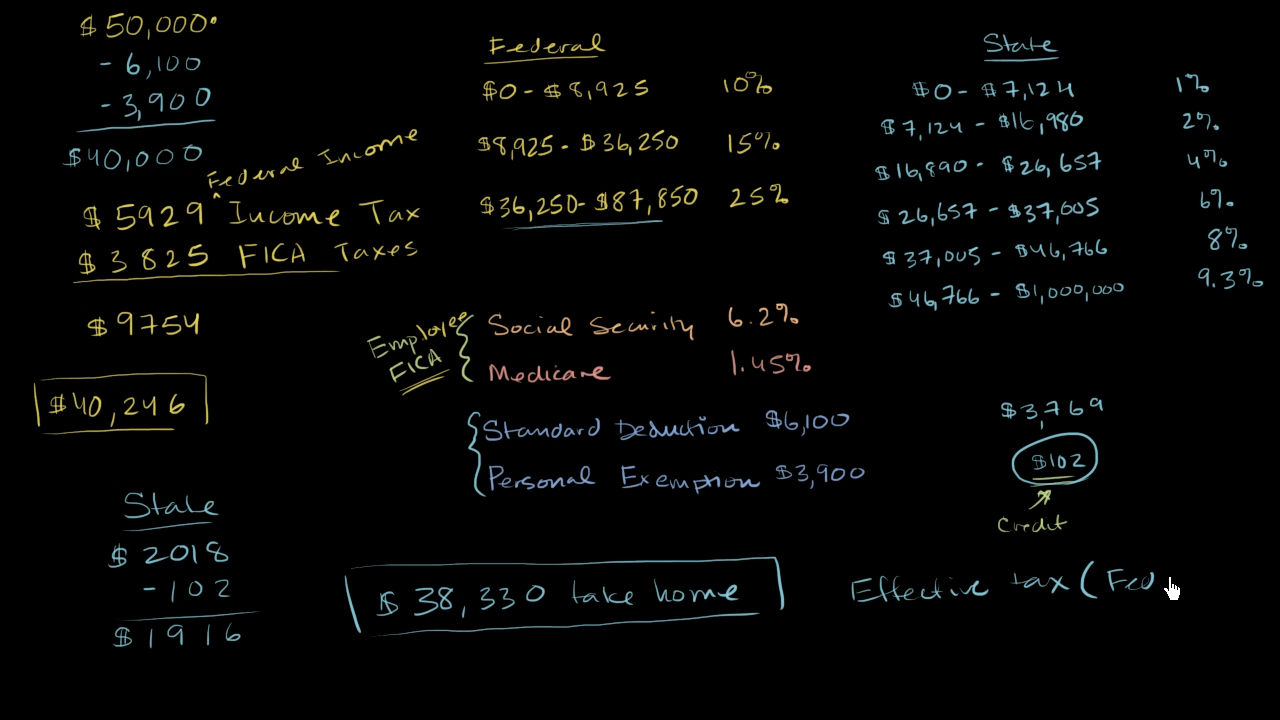 $50,000
- 6,100
- 3,900
$40,000
Federal Income
$5929 Income Tax
$3825 FICA Taxes
$9754
$40,246
State
$2018
-102
$1916
Federal
$0 - $8,925 10%
$8,925 - $36,250 15%
$36,250 - $87,850 25%
Employee
FICA
Social Security 6.2%
Medicare 1.45%
Standard Deduction $6,100
Personal Exemption $3,900
$38,330 take home
State
$0 - $7,124 1%
$7,124 - $16,980 2%
$16,890 - $26,657 4%
$26,657 - $37,005 6%
$37,005 - $46,766 8%
$46,766 - $1,000,000 9.3%
$3,769
$102
Credit
Effective tax (Fed